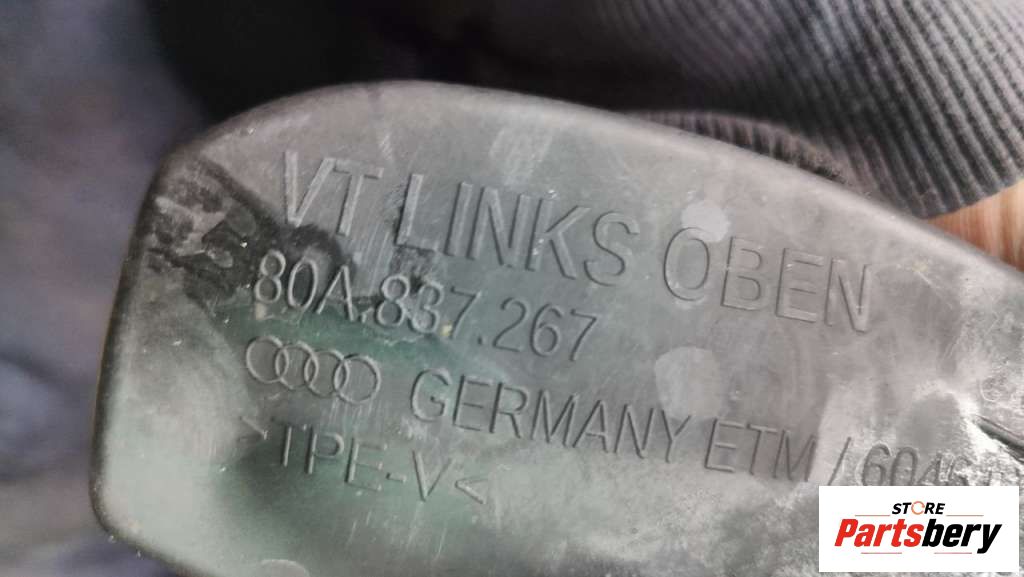 VT LINKS OBEN
80A.837.267
GERMANY ETM /
>TPE-V<
STORE
Partsbery